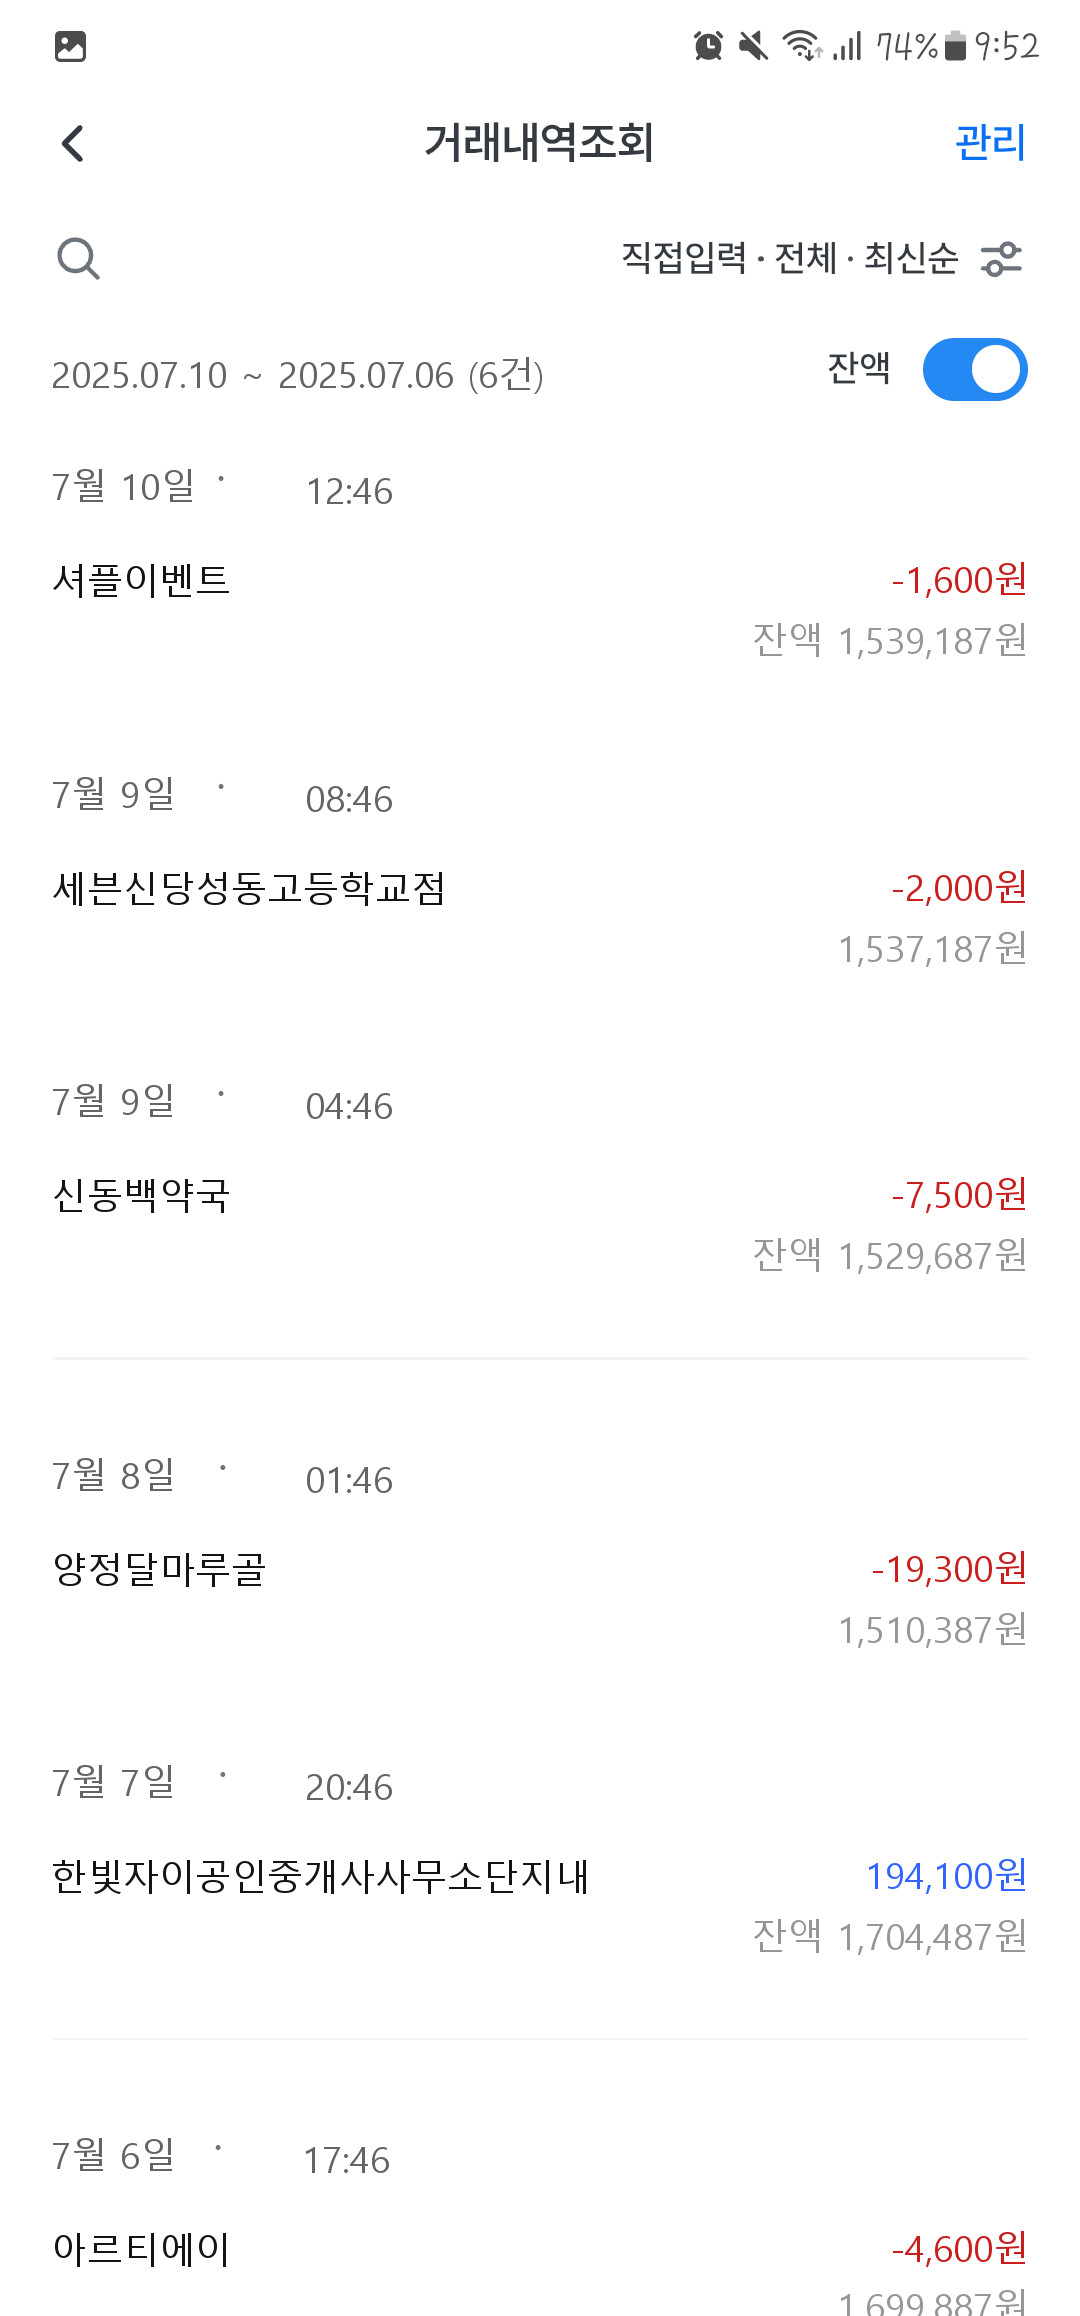 74% 9:52
거래내역조회 관리
직접입력 · 전체 · 최신순
2025.07.10 ~ 2025.07.06 (6건) 잔액
7월 10일 · 12:46
셔플이벤트 -1,600원
잔액 1,539,187원
7월 9일 · 08:46
세븐신당성동고등학교점 -2,000원
1,537,187원
7월 9일 · 04:46
신동백약국 -7,500원
잔액 1,529,687원
7월 8일 · 01:46
양정달마루골 -19,300원
1,510,387원
7월 7일 · 20:46
한빛자이공인중개사사무소단지내 194,100원
잔액 1,704,487원
7월 6일 · 17:46
아르티에이 -4,600원
1,699,887원